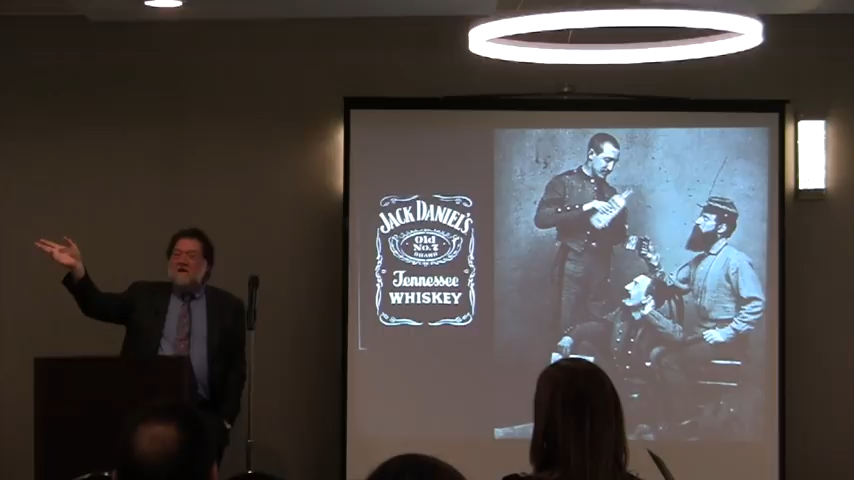 JACK DANIEL'S
Old
No. 7
BRAND
Tennessee
WHISKEY